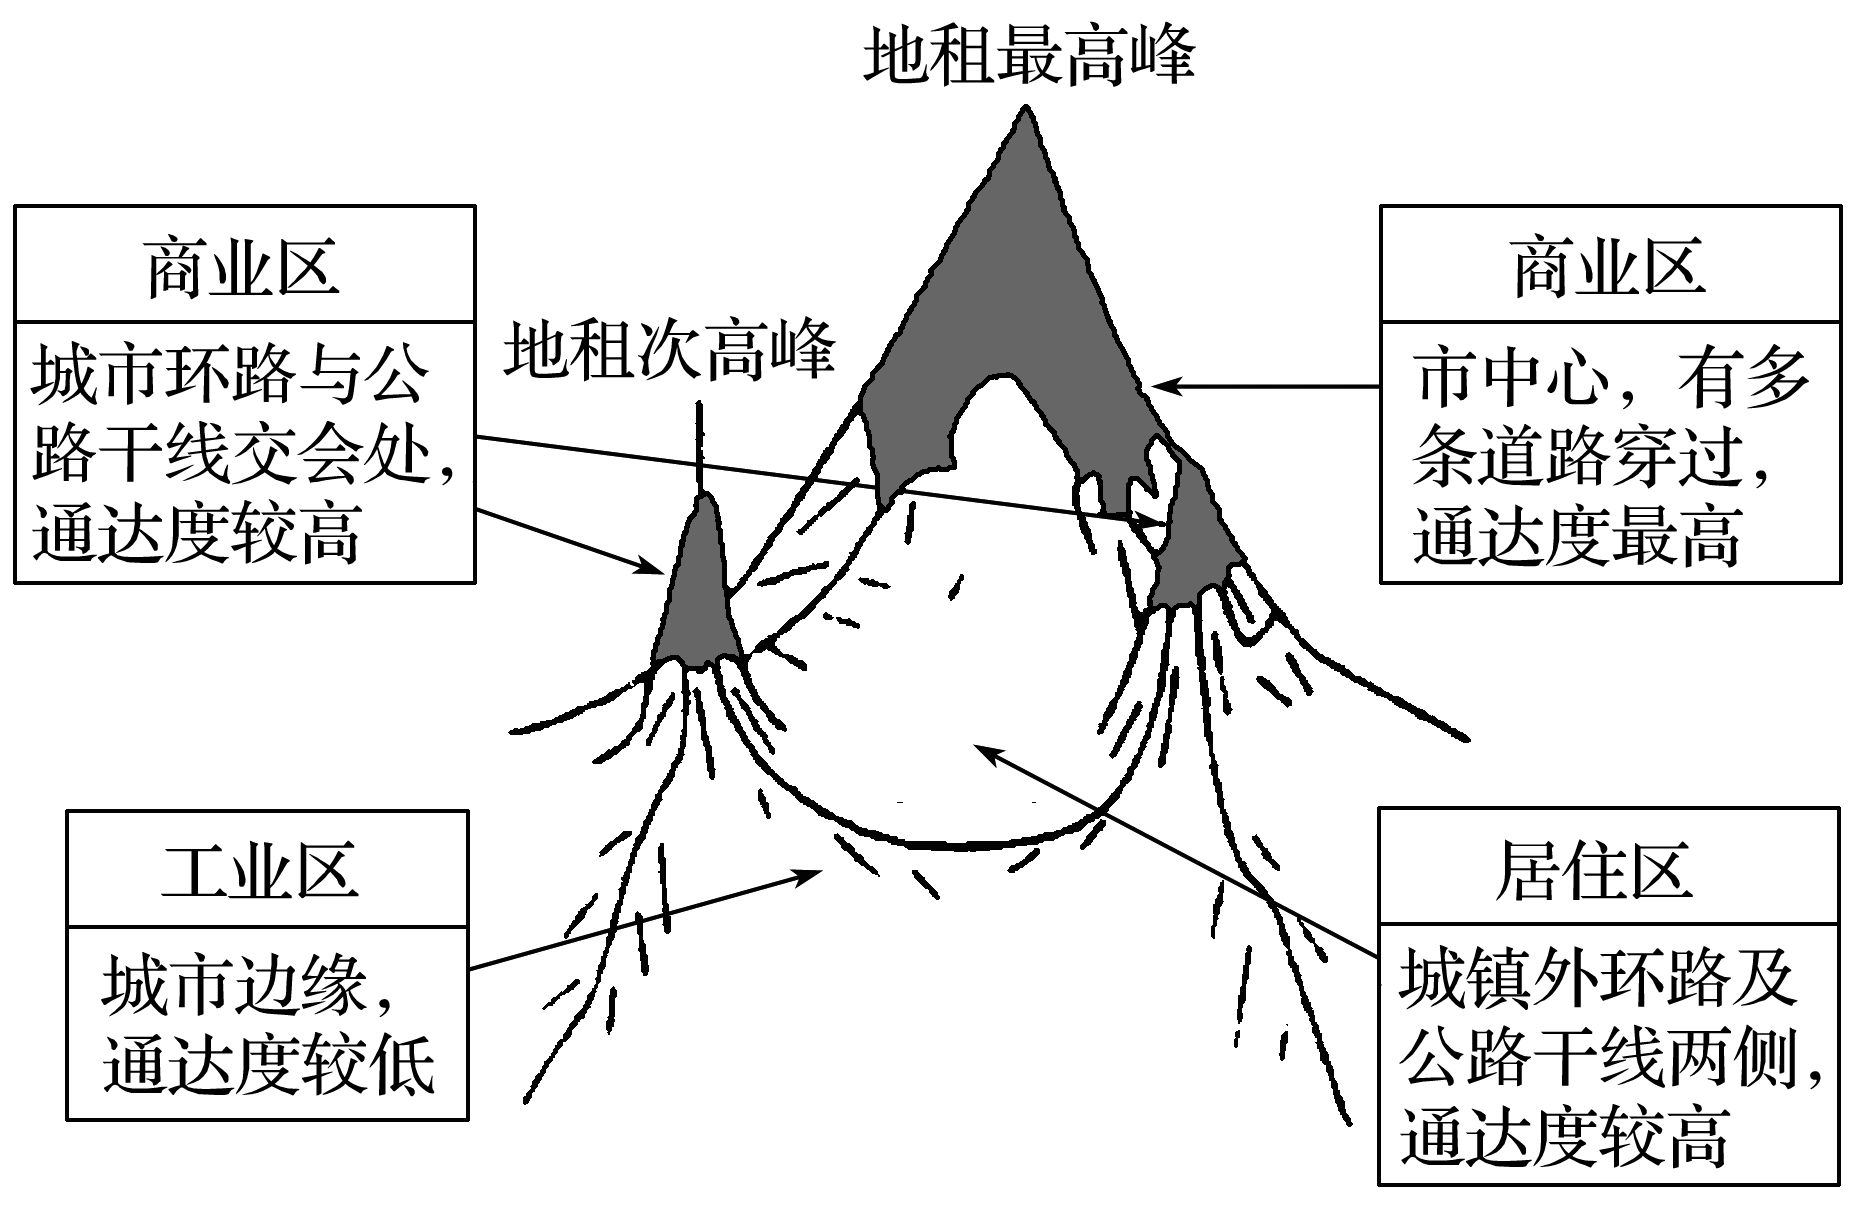 地租最高峰
商业区
城市环路与公
路干线交会处，
通达度较高
地租次高峰
商业区
市中心，有多
条道路穿过，
通达度最高
工业区
城市边缘，
通达度较低
居住区
城镇外环路及
公路干线两侧，
通达度较高